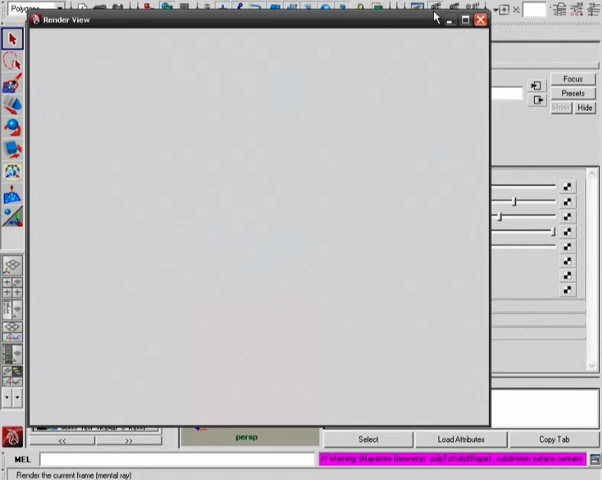 Polygons
Render View
Focus
Presets
Show
Hide
persp
<<
>>
Select
Load Attributes
Copy Tab
MEL
// Warning: (Mayatomr.Geometry): polyToSubdShape1: subdivision surface contains
Render the current frame (mental ray)